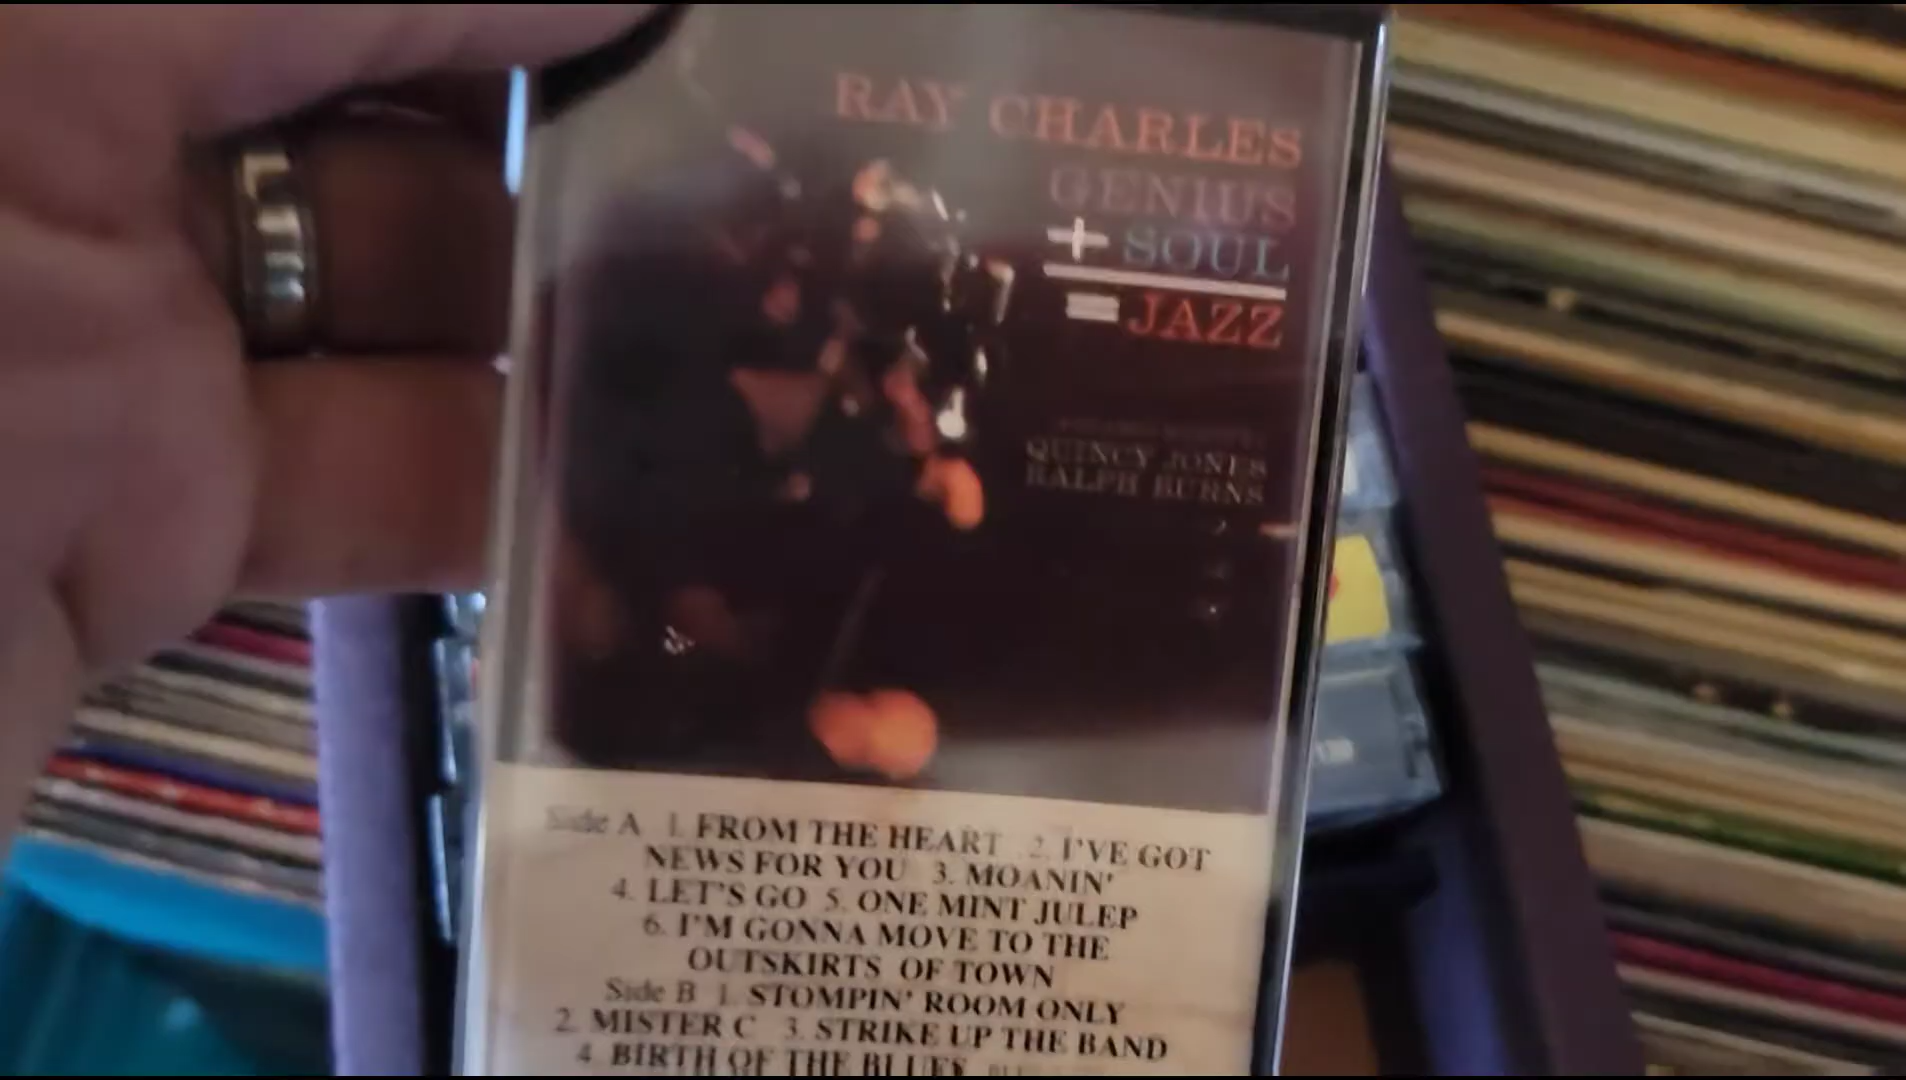 RAY CHARLES
GENIUS
+ SOUL
= JAZZ
QUINCY JONES
RALPH BURNS
Side A 1. FROM THE HEART 2. I'VE GOT
NEWS FOR YOU 3. MOANIN'
4. LET'S GO 5. ONE MINT JULEP
6. I'M GONNA MOVE TO THE
OUTSKIRTS OF TOWN
Side B 1. STOMPIN' ROOM ONLY
2. MISTER C 3. STRIKE UP THE BAND
4. BIRTH OF THE BLUES